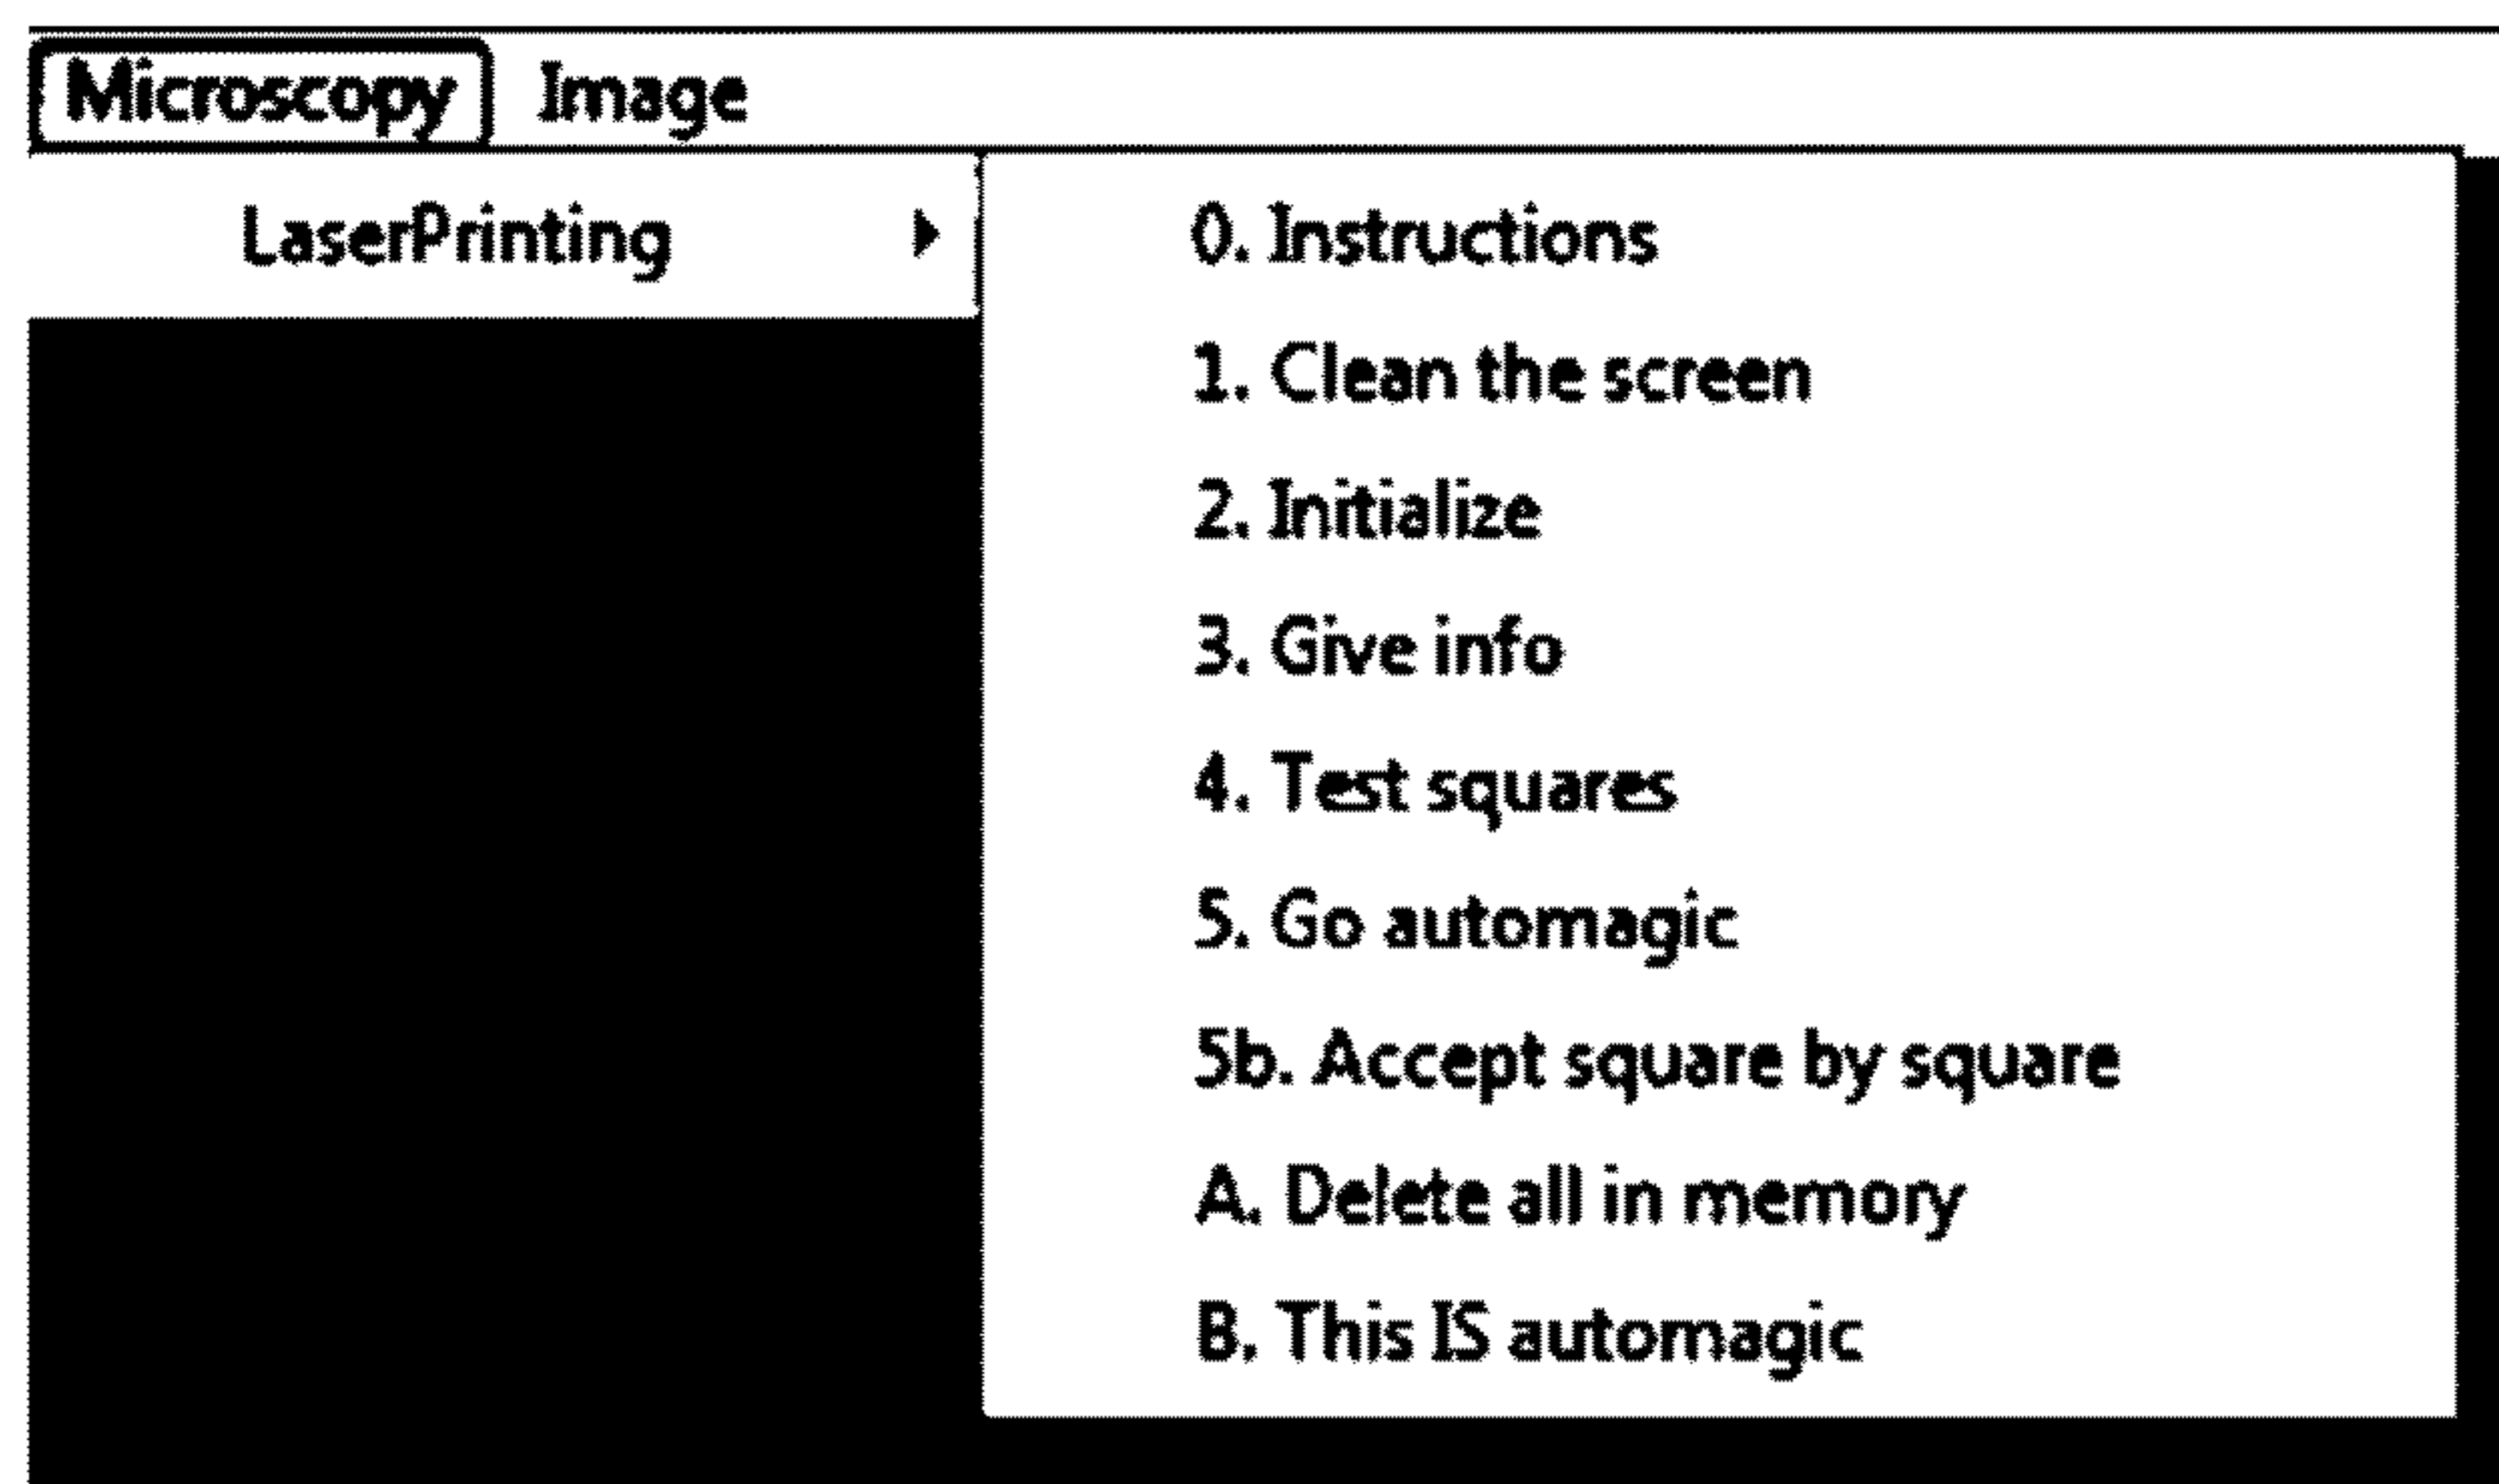 Microscopy Image
LaserPrinting
0. Instructions
1. Clean the screen
2. Initialize
3. Give info
4. Test squares
5. Go automagic
5b. Accept square by square
A. Delete all in memory
B. This IS automagic